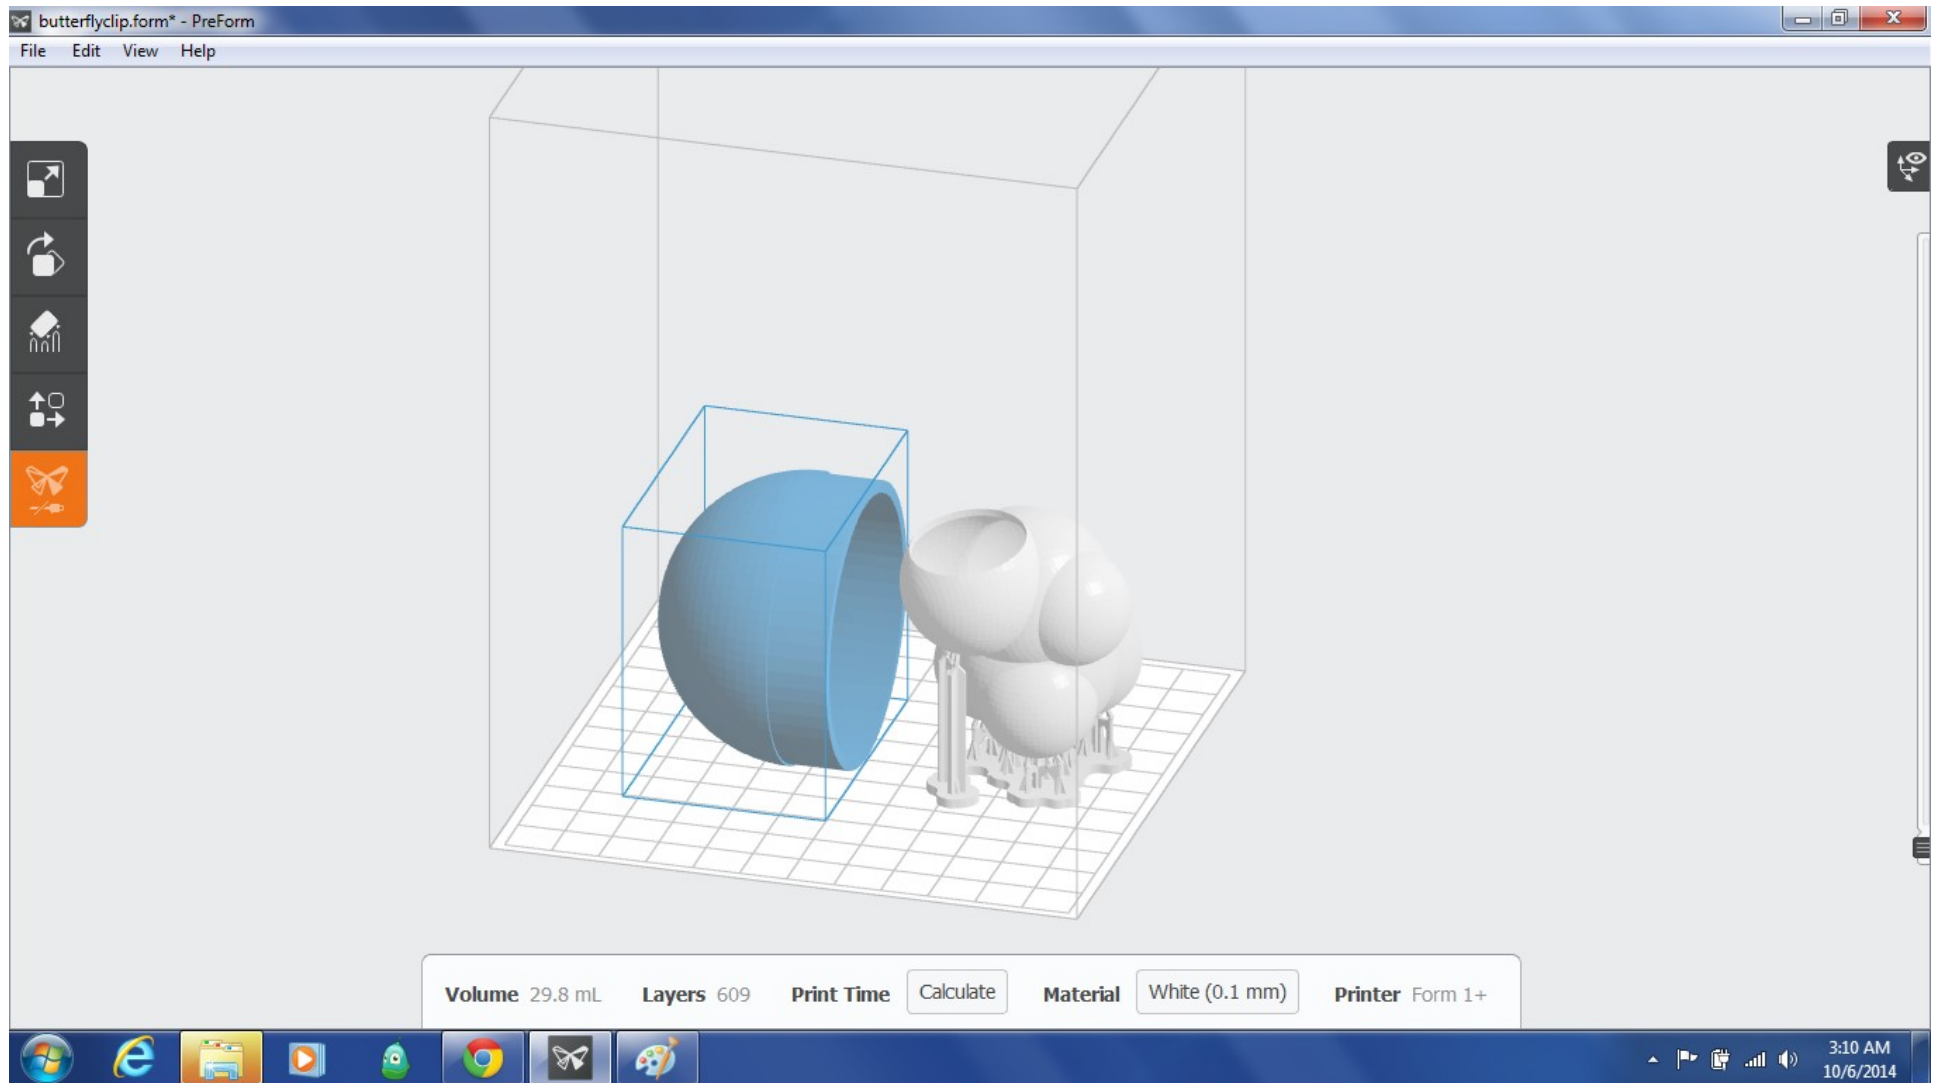 butterflyclip.form* - PreForm
File Edit View Help
Volume 29.8 mL Layers 609 Print Time Calculate Material White (0.1 mm) Printer Form 1+
3:10 AM
10/6/2014